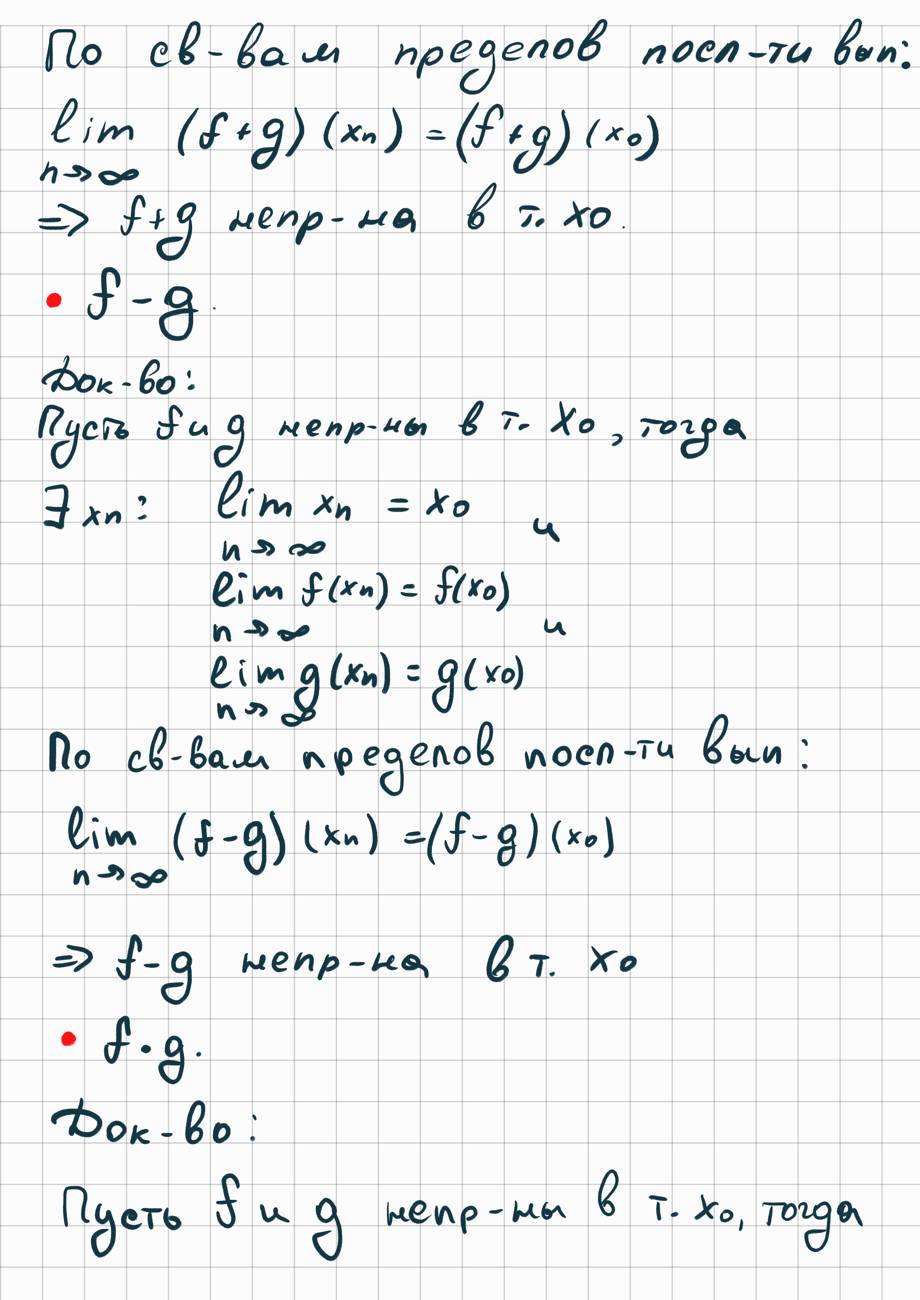 По св-вам пределов посл-ти вып:
lim (f+g)(xn) = (f+g)(x0)
n→∞
=> f+g непр-на в т. x0.
• f-g.
Док-во:
Пусть f и g непр-ны в т. x0, тогда
∃xn: lim xn = x0 и
n→∞
lim f(xn) = f(x0)
n→∞ и
lim g(xn) = g(x0)
n→∞
По св-вам пределов посл-ти вып:
lim (f-g)(xn) = (f-g)(x0)
n→∞
=> f-g непр-на в т. x0
• f·g.
Док-во:
Пусть f и g непр-ны в т. x0, тогда